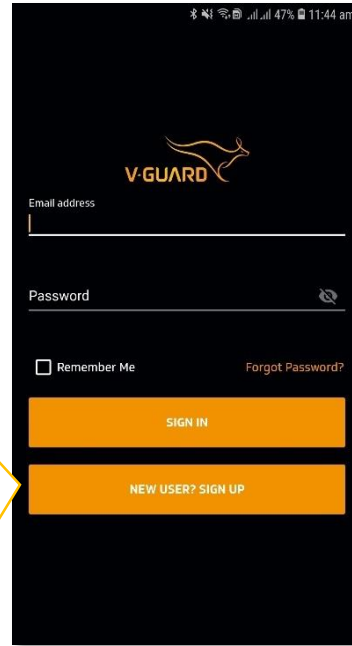 47% 11:44 am
V-GUARD
Email address
Password
Remember Me Forgot Password?
SIGN IN
NEW USER? SIGN UP